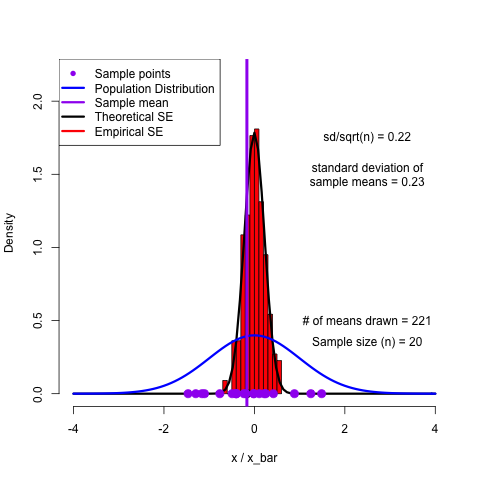 Sample points
Population Distribution
Sample mean
Theoretical SE
Empirical SE
sd/sqrt(n) = 0.22
standard deviation of
sample means = 0.23
# of means drawn = 221
Sample size (n) = 20
Density
0.0
0.5
1.0
1.5
2.0
-4
-2
0
2
4
x / x_bar